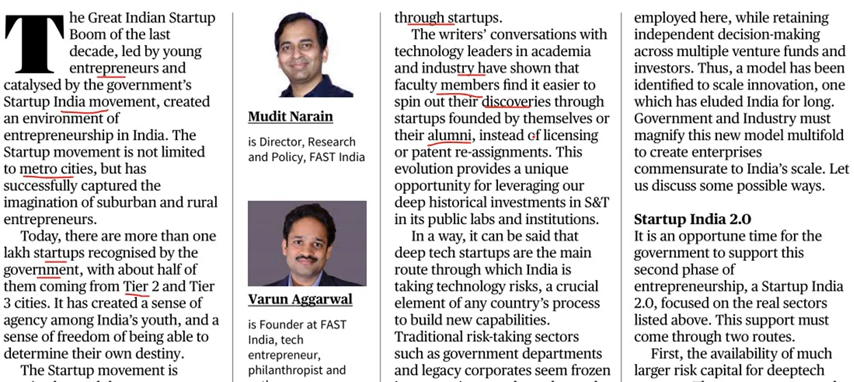 The Great Indian Startup
Boom of the last
decade, led by young
entrepreneurs and
catalysed by the government's
Startup India movement, created
an environment of
entrepreneurship in India. The
Startup movement is not limited
to metro cities, but has
successfully captured the
imagination of suburban and rural
entrepreneurs.
Today, there are more than one
lakh startups recognised by the
government, with about half of
them coming from Tier 2 and Tier
3 cities. It has created a sense of
agency among India's youth, and a
sense of freedom of being able to
determine their own destiny.
The Startup movement is
Mudit Narain
is Director, Research
and Policy, FAST India
Varun Aggarwal
is Founder at FAST
India, tech
entrepreneur,
philanthropist and
through startups.
The writers' conversations with
technology leaders in academia
and industry have shown that
faculty members find it easier to
spin out their discoveries through
startups founded by themselves or
their alumni, instead of licensing
or patent re-assignments. This
evolution provides a unique
opportunity for leveraging our
deep historical investments in S&T
in its public labs and institutions.
In a way, it can be said that
deep tech startups are the main
route through which India is
taking technology risks, a crucial
element of any country's process
to build new capabilities.
Traditional risk-taking sectors
such as government departments
and legacy corporates seem frozen
employed here, while retaining
independent decision-making
across multiple venture funds and
investors. Thus, a model has been
identified to scale innovation, one
which has eluded India for long.
Government and Industry must
magnify this new model multifold
to create enterprises
commensurate to India's scale. Let
us discuss some possible ways.
Startup India 2.0
It is an opportune time for the
government to support this
second phase of
entrepreneurship, a Startup India
2.0, focused on the real sectors
listed above. This support must
come through two routes.
First, the availability of much
larger risk capital for deeptech